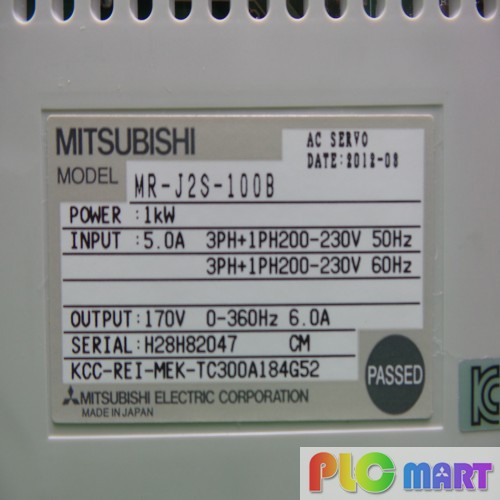 MITSUBISHI
AC SERVO
DATE:2012-08
MODEL MR-J2S-100B
POWER :1kW
INPUT :5.0A 3PH+1PH200-230V 50Hz
3PH+1PH200-230V 60Hz
OUTPUT:170V 0-360Hz 6.0A
SERIAL:H28H82047 CM
KCC-REI-MEK-TC300A184G52
PASSED
MITSUBISHI ELECTRIC CORPORATION
MADE IN JAPAN
PLC mart